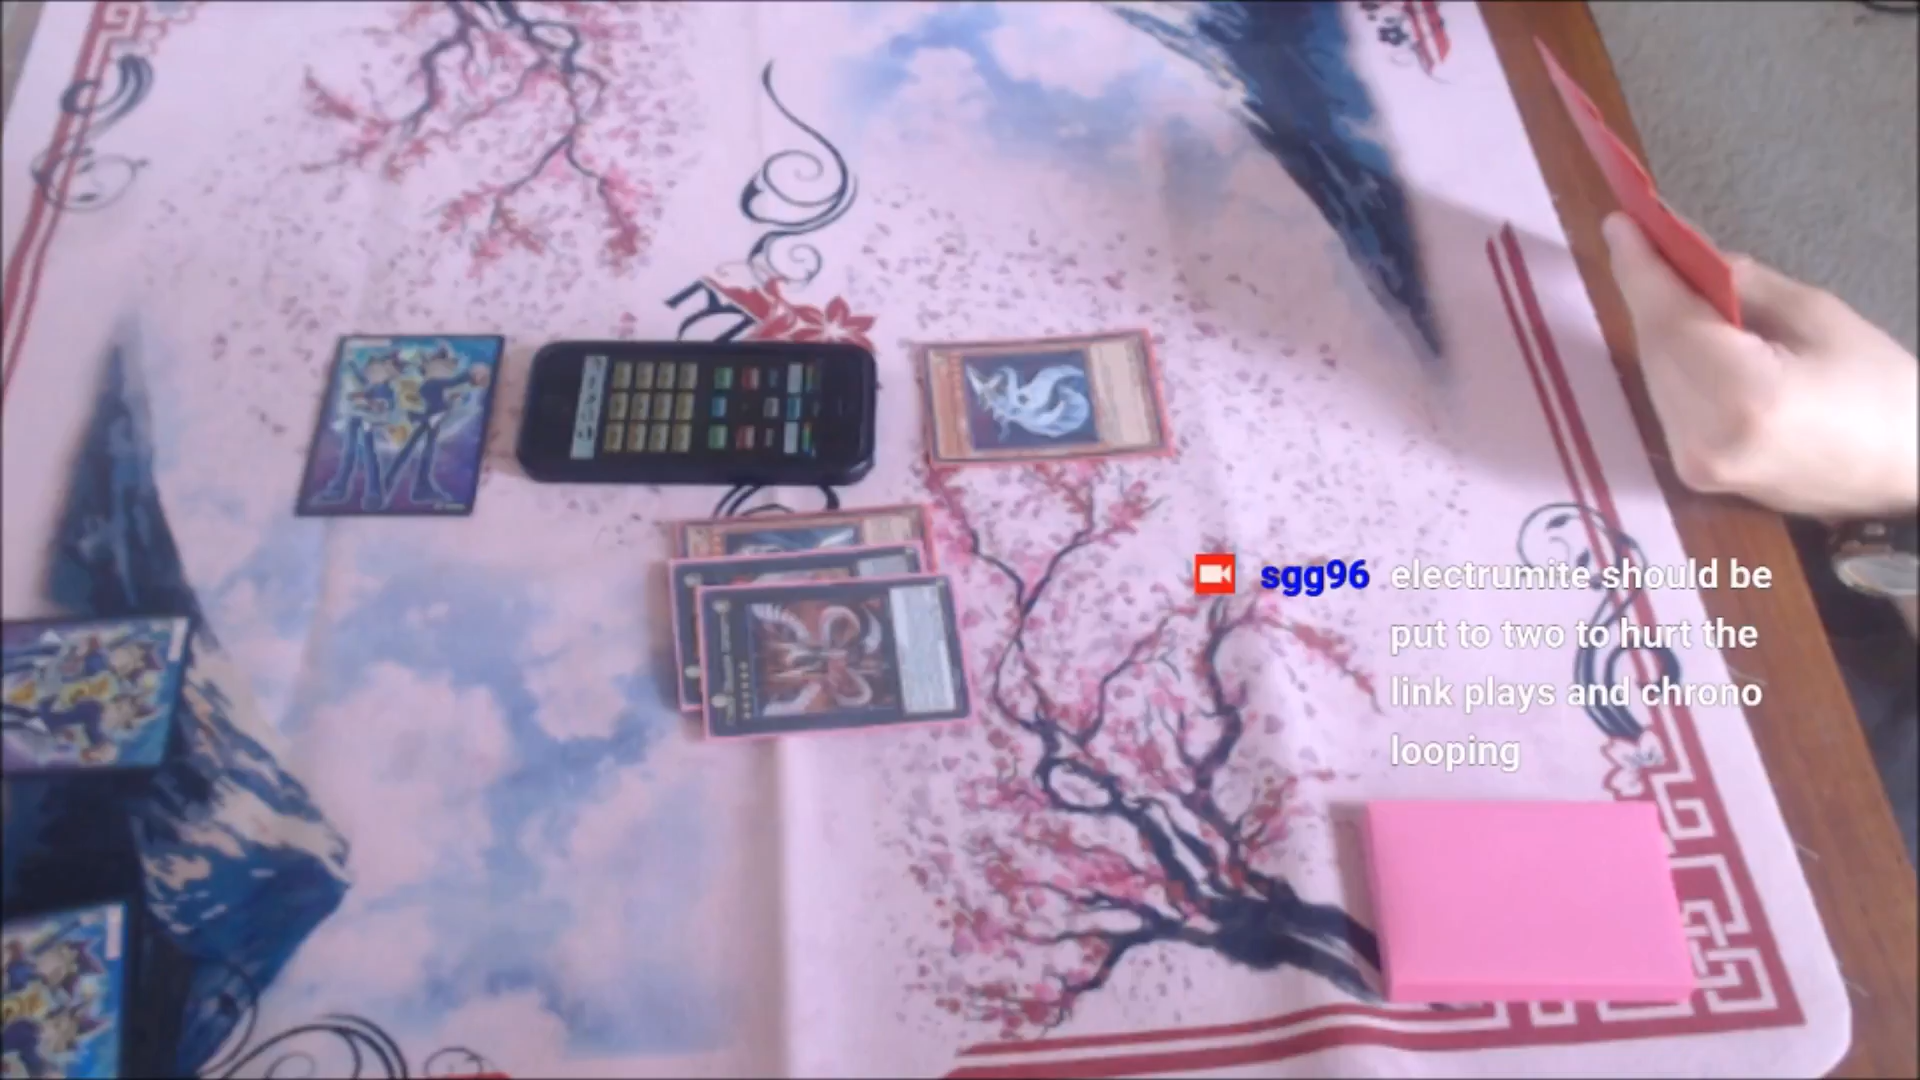 sgg96 electrumite should be
put to two to hurt the
link plays and chrono
looping